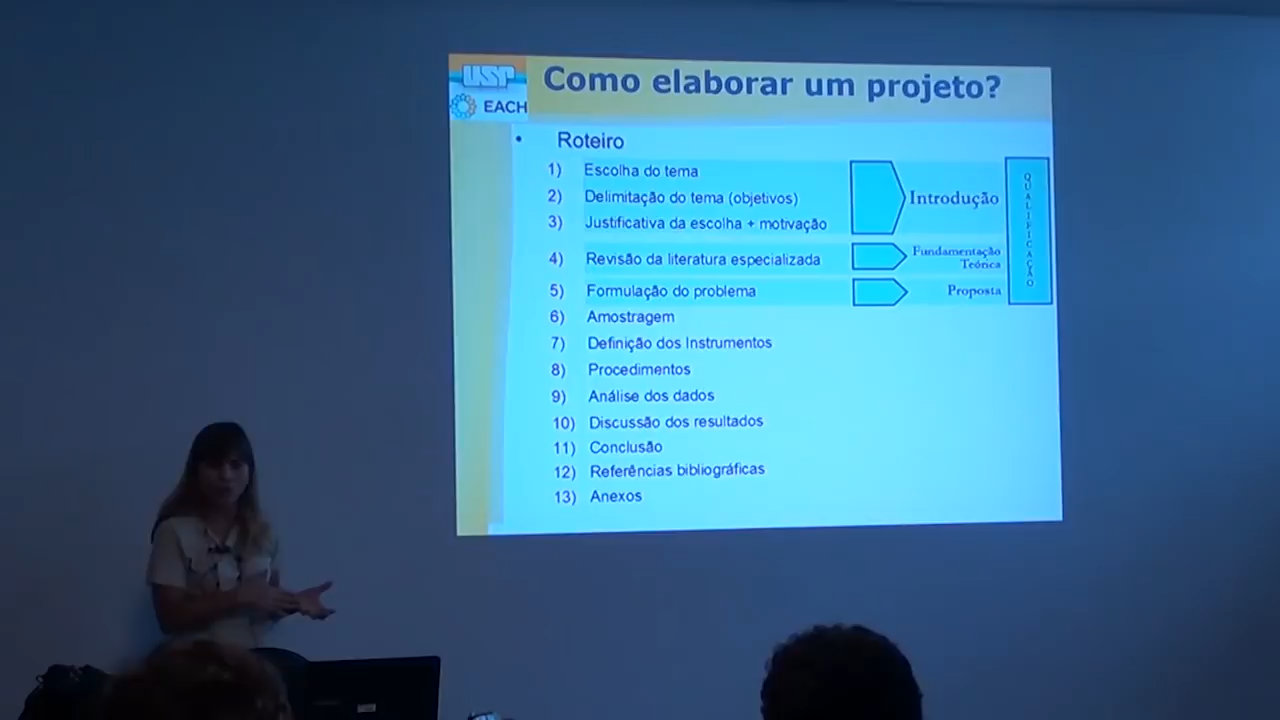 USP
EACH
Como elaborar um projeto?
• Roteiro
1) Escolha do tema
2) Delimitação do tema (objetivos)
3) Justificativa da escolha + motivação
Introdução
4) Revisão da literatura especializada
Fundamentação
Teórica
5) Formulação do problema
Proposta
QUALIFICAÇÃO
6) Amostragem
7) Definição dos Instrumentos
8) Procedimentos
9) Análise dos dados
10) Discussão dos resultados
11) Conclusão
12) Referências bibliográficas
13) Anexos